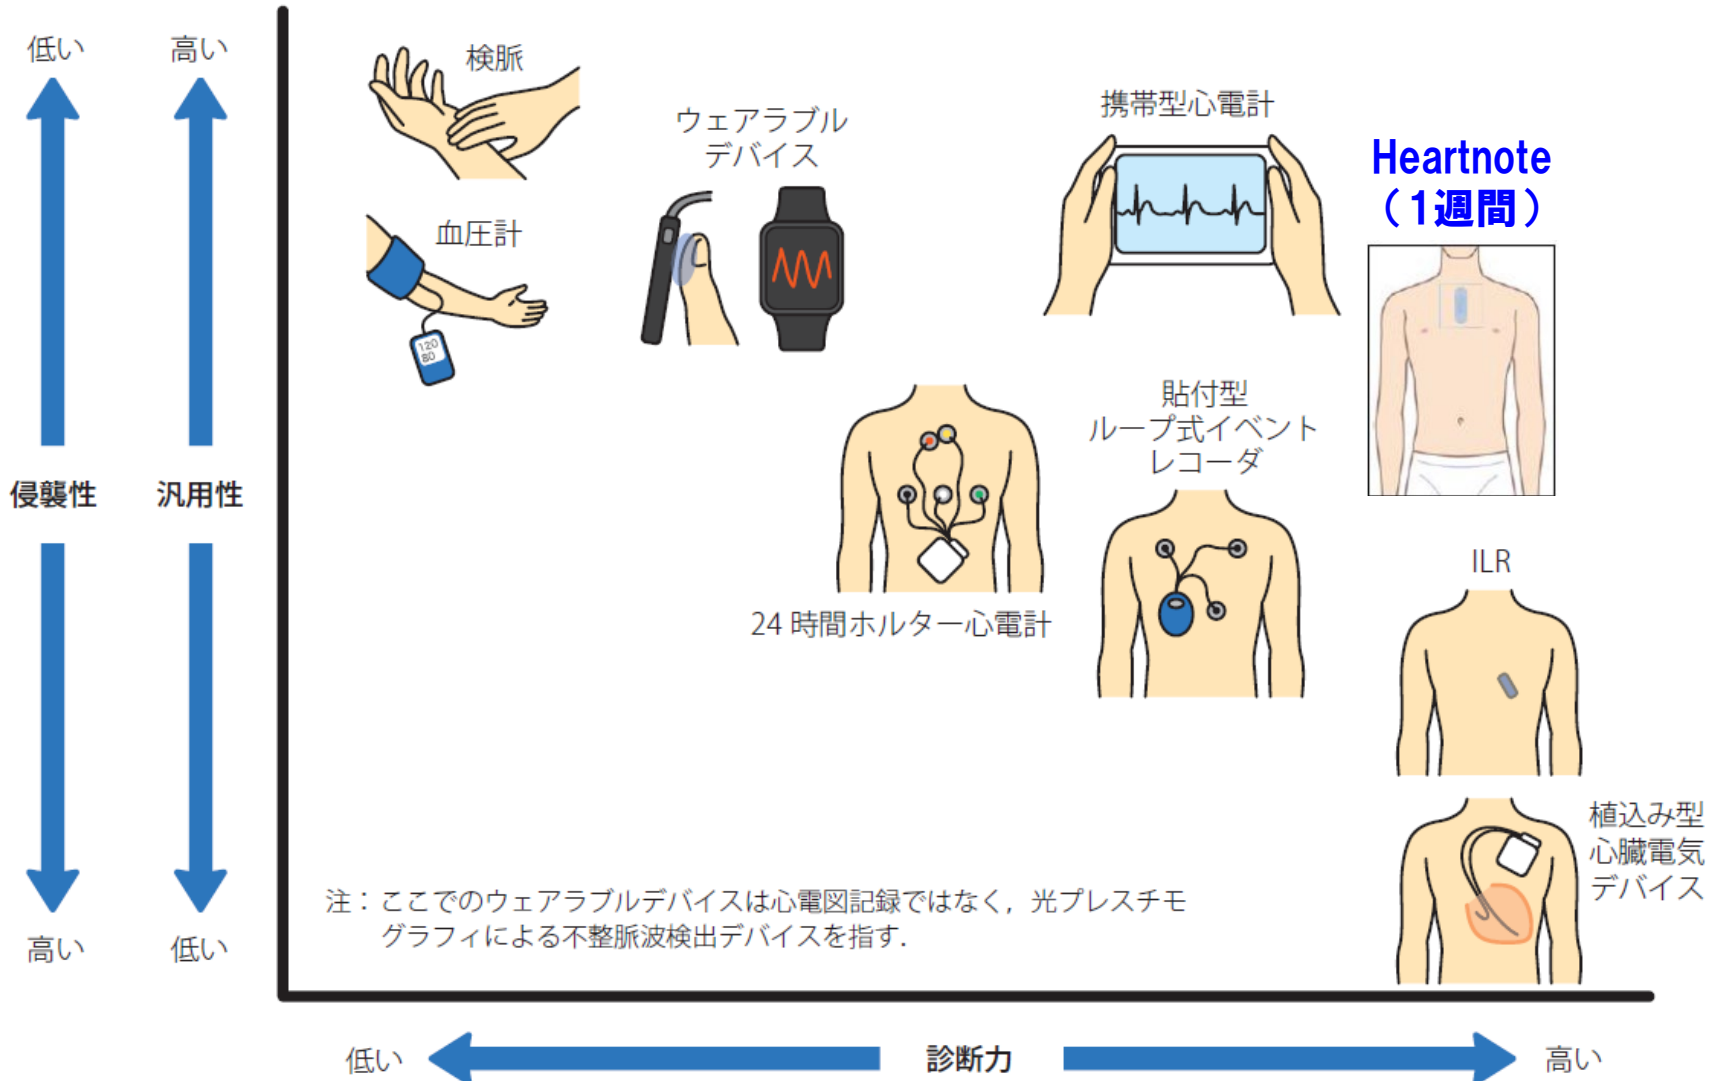 低い
高い
検脈
ウェアラブル
デバイス
携帯型心電計
Heartnote
（1週間）
血圧計
120
80
貼付型
ループ式イベント
レコーダ
侵襲性
汎用性
24 時間ホルター心電計
ILR
植込み型
心臓電気
デバイス
注：ここでのウェアラブルデバイスは心電図記録ではなく，光プレスチモ
グラフィによる不整脈波検出デバイスを指す．
高い
低い
低い
診断力
高い